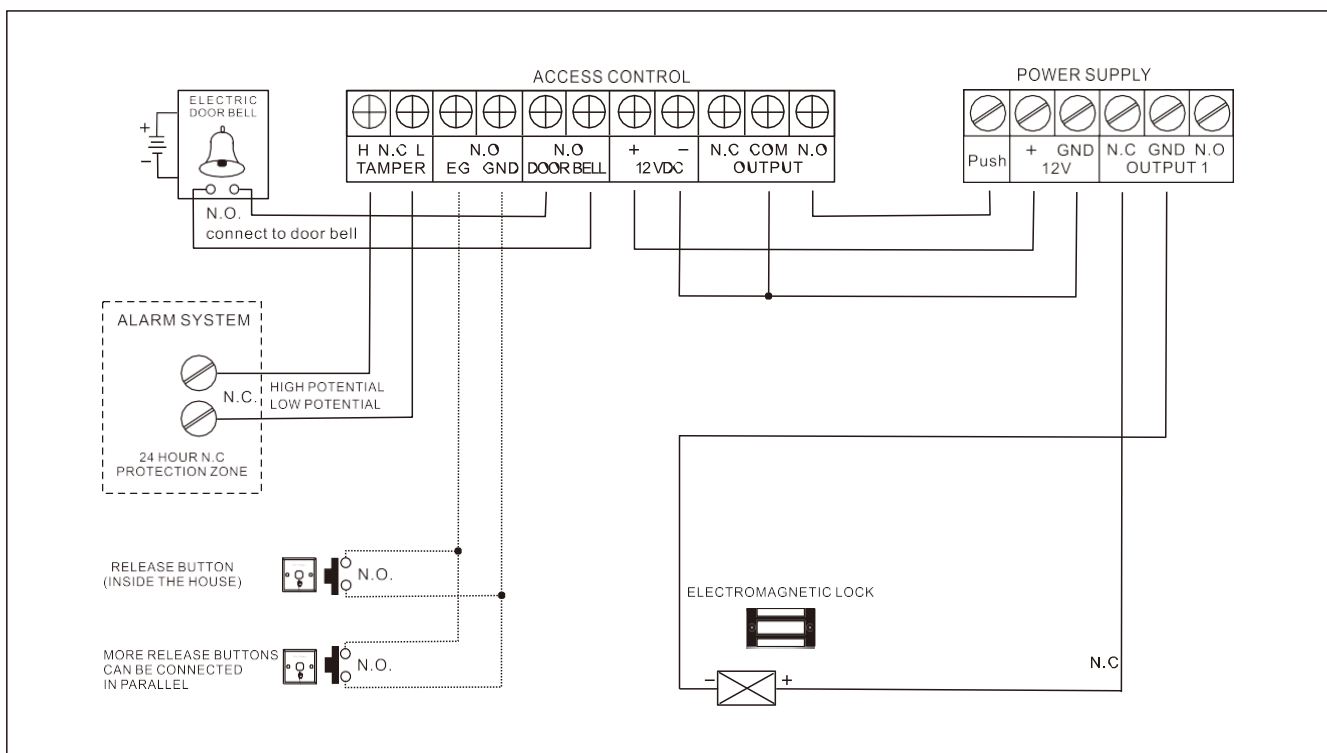 ACCESS CONTROL
POWER SUPPLY
ELECTRIC
DOOR BELL
+
−
H N.C L
TAMPER
N.O
EG GND
N.O
DOOR BELL
+ −
12 VDC
N.C COM N.O
OUTPUT
Push
+ GND
12V
N.C GND N.O
OUTPUT 1
N.O.
connect to door bell
ALARM SYSTEM
N.C.
HIGH POTENTIAL
LOW POTENTIAL
24 HOUR N.C
PROTECTION ZONE
RELEASE BUTTON
(INSIDE THE HOUSE)
N.O.
MORE RELEASE BUTTONS
CAN BE CONNECTED
IN PARALLEL
N.O.
ELECTROMAGNETIC LOCK
N.C
− +